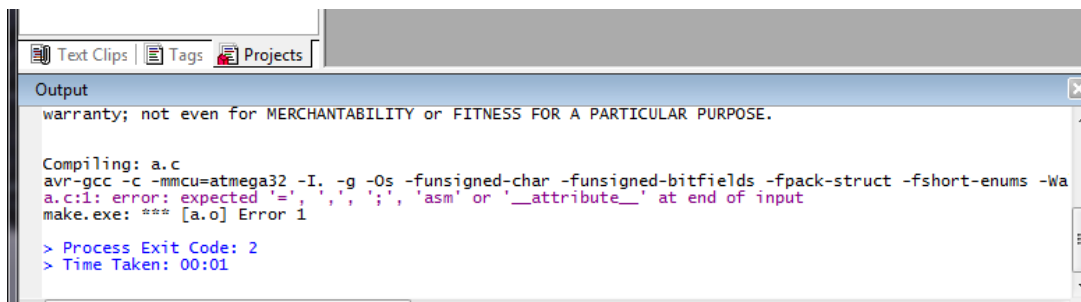 Text Clips Tags Projects
Output
warranty; not even for MERCHANTABILITY or FITNESS FOR A PARTICULAR PURPOSE.
Compiling: a.c
avr-gcc -c -mmcu=atmega32 -I. -g -Os -funsigned-char -funsigned-bitfields -fpack-struct -fshort-enums -Wa
a.c:1: error: expected '=', ',', ';', 'asm' or '__attribute__' at end of input
make.exe: *** [a.o] Error 1
> Process Exit Code: 2
> Time Taken: 00:01